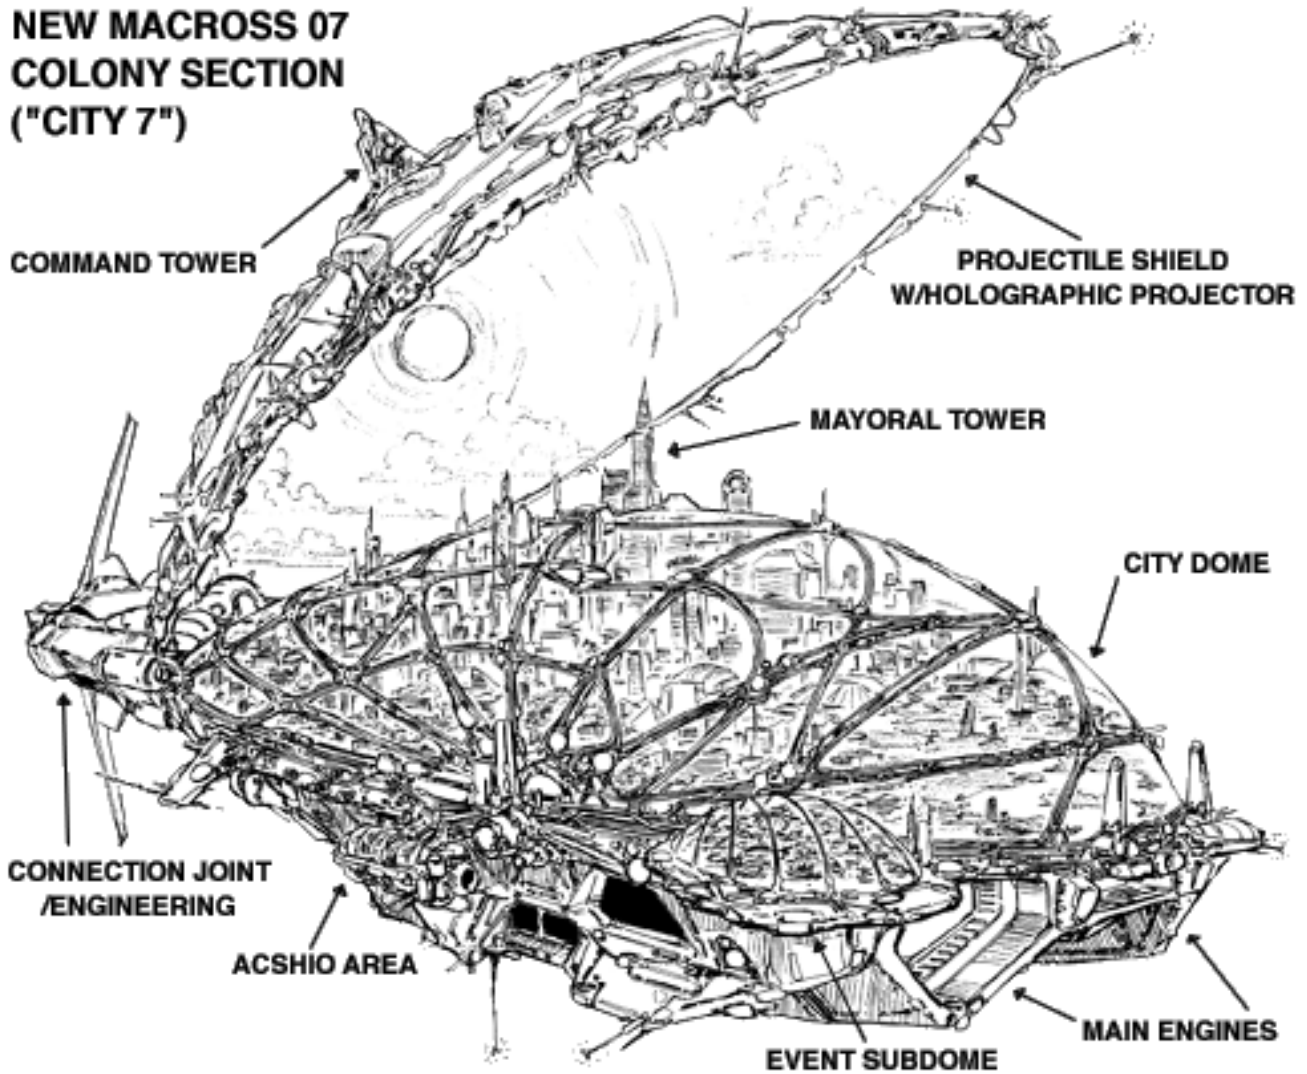 NEW MACROSS 07
COLONY SECTION
("CITY 7")
COMMAND TOWER
PROJECTILE SHIELD
W/HOLOGRAPHIC PROJECTOR
MAYORAL TOWER
CITY DOME
CONNECTION JOINT
/ENGINEERING
ACSHIO AREA
MAIN ENGINES
EVENT SUBDOME